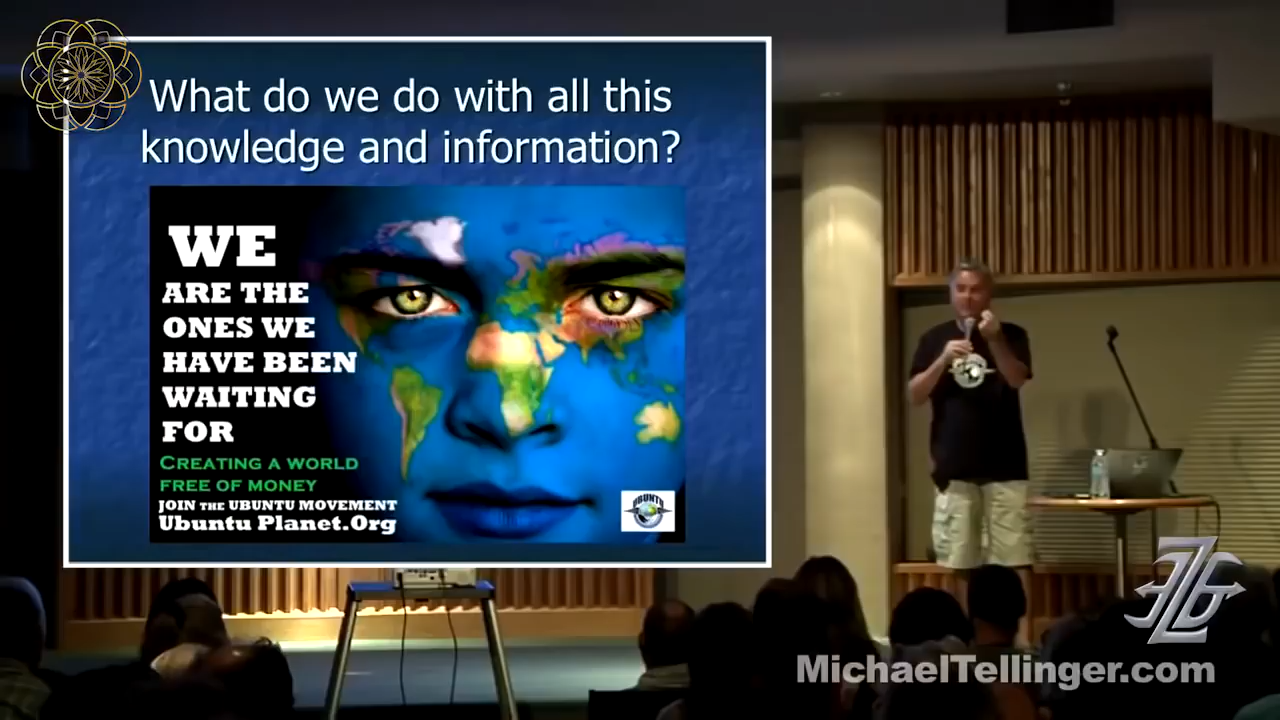 What do we do with all this
knowledge and information?
WE
ARE THE
ONES WE
HAVE BEEN
WAITING
FOR
CREATING A WORLD
FREE OF MONEY
JOIN THE UBUNTU MOVEMENT
Ubuntu Planet.Org
UBUNTU
MichaelTellinger.com